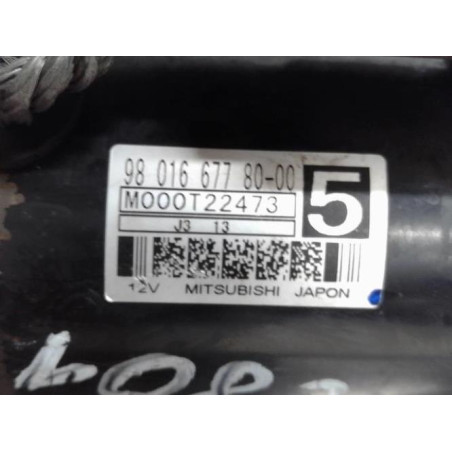 98 016 677 80-00
5
M000T22473
J3 13
12V MITSUBISHI JAPON